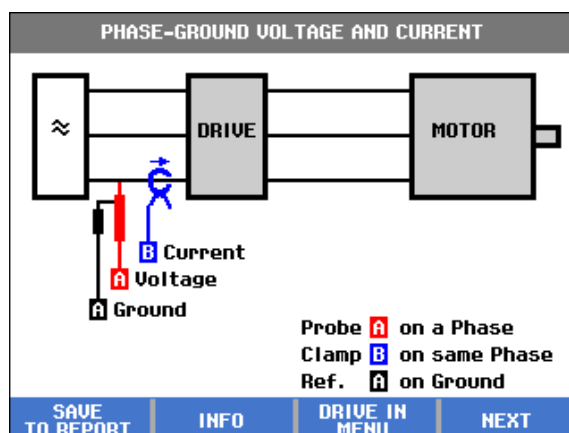 PHASE-GROUND VOLTAGE AND CURRENT
≈
DRIVE
MOTOR
B Current
A Voltage
A Ground
Probe A on a Phase
Clamp B on same Phase
Ref. A on Ground
SAVE
TO REPORT
INFO
DRIVE IN
MENU
NEXT